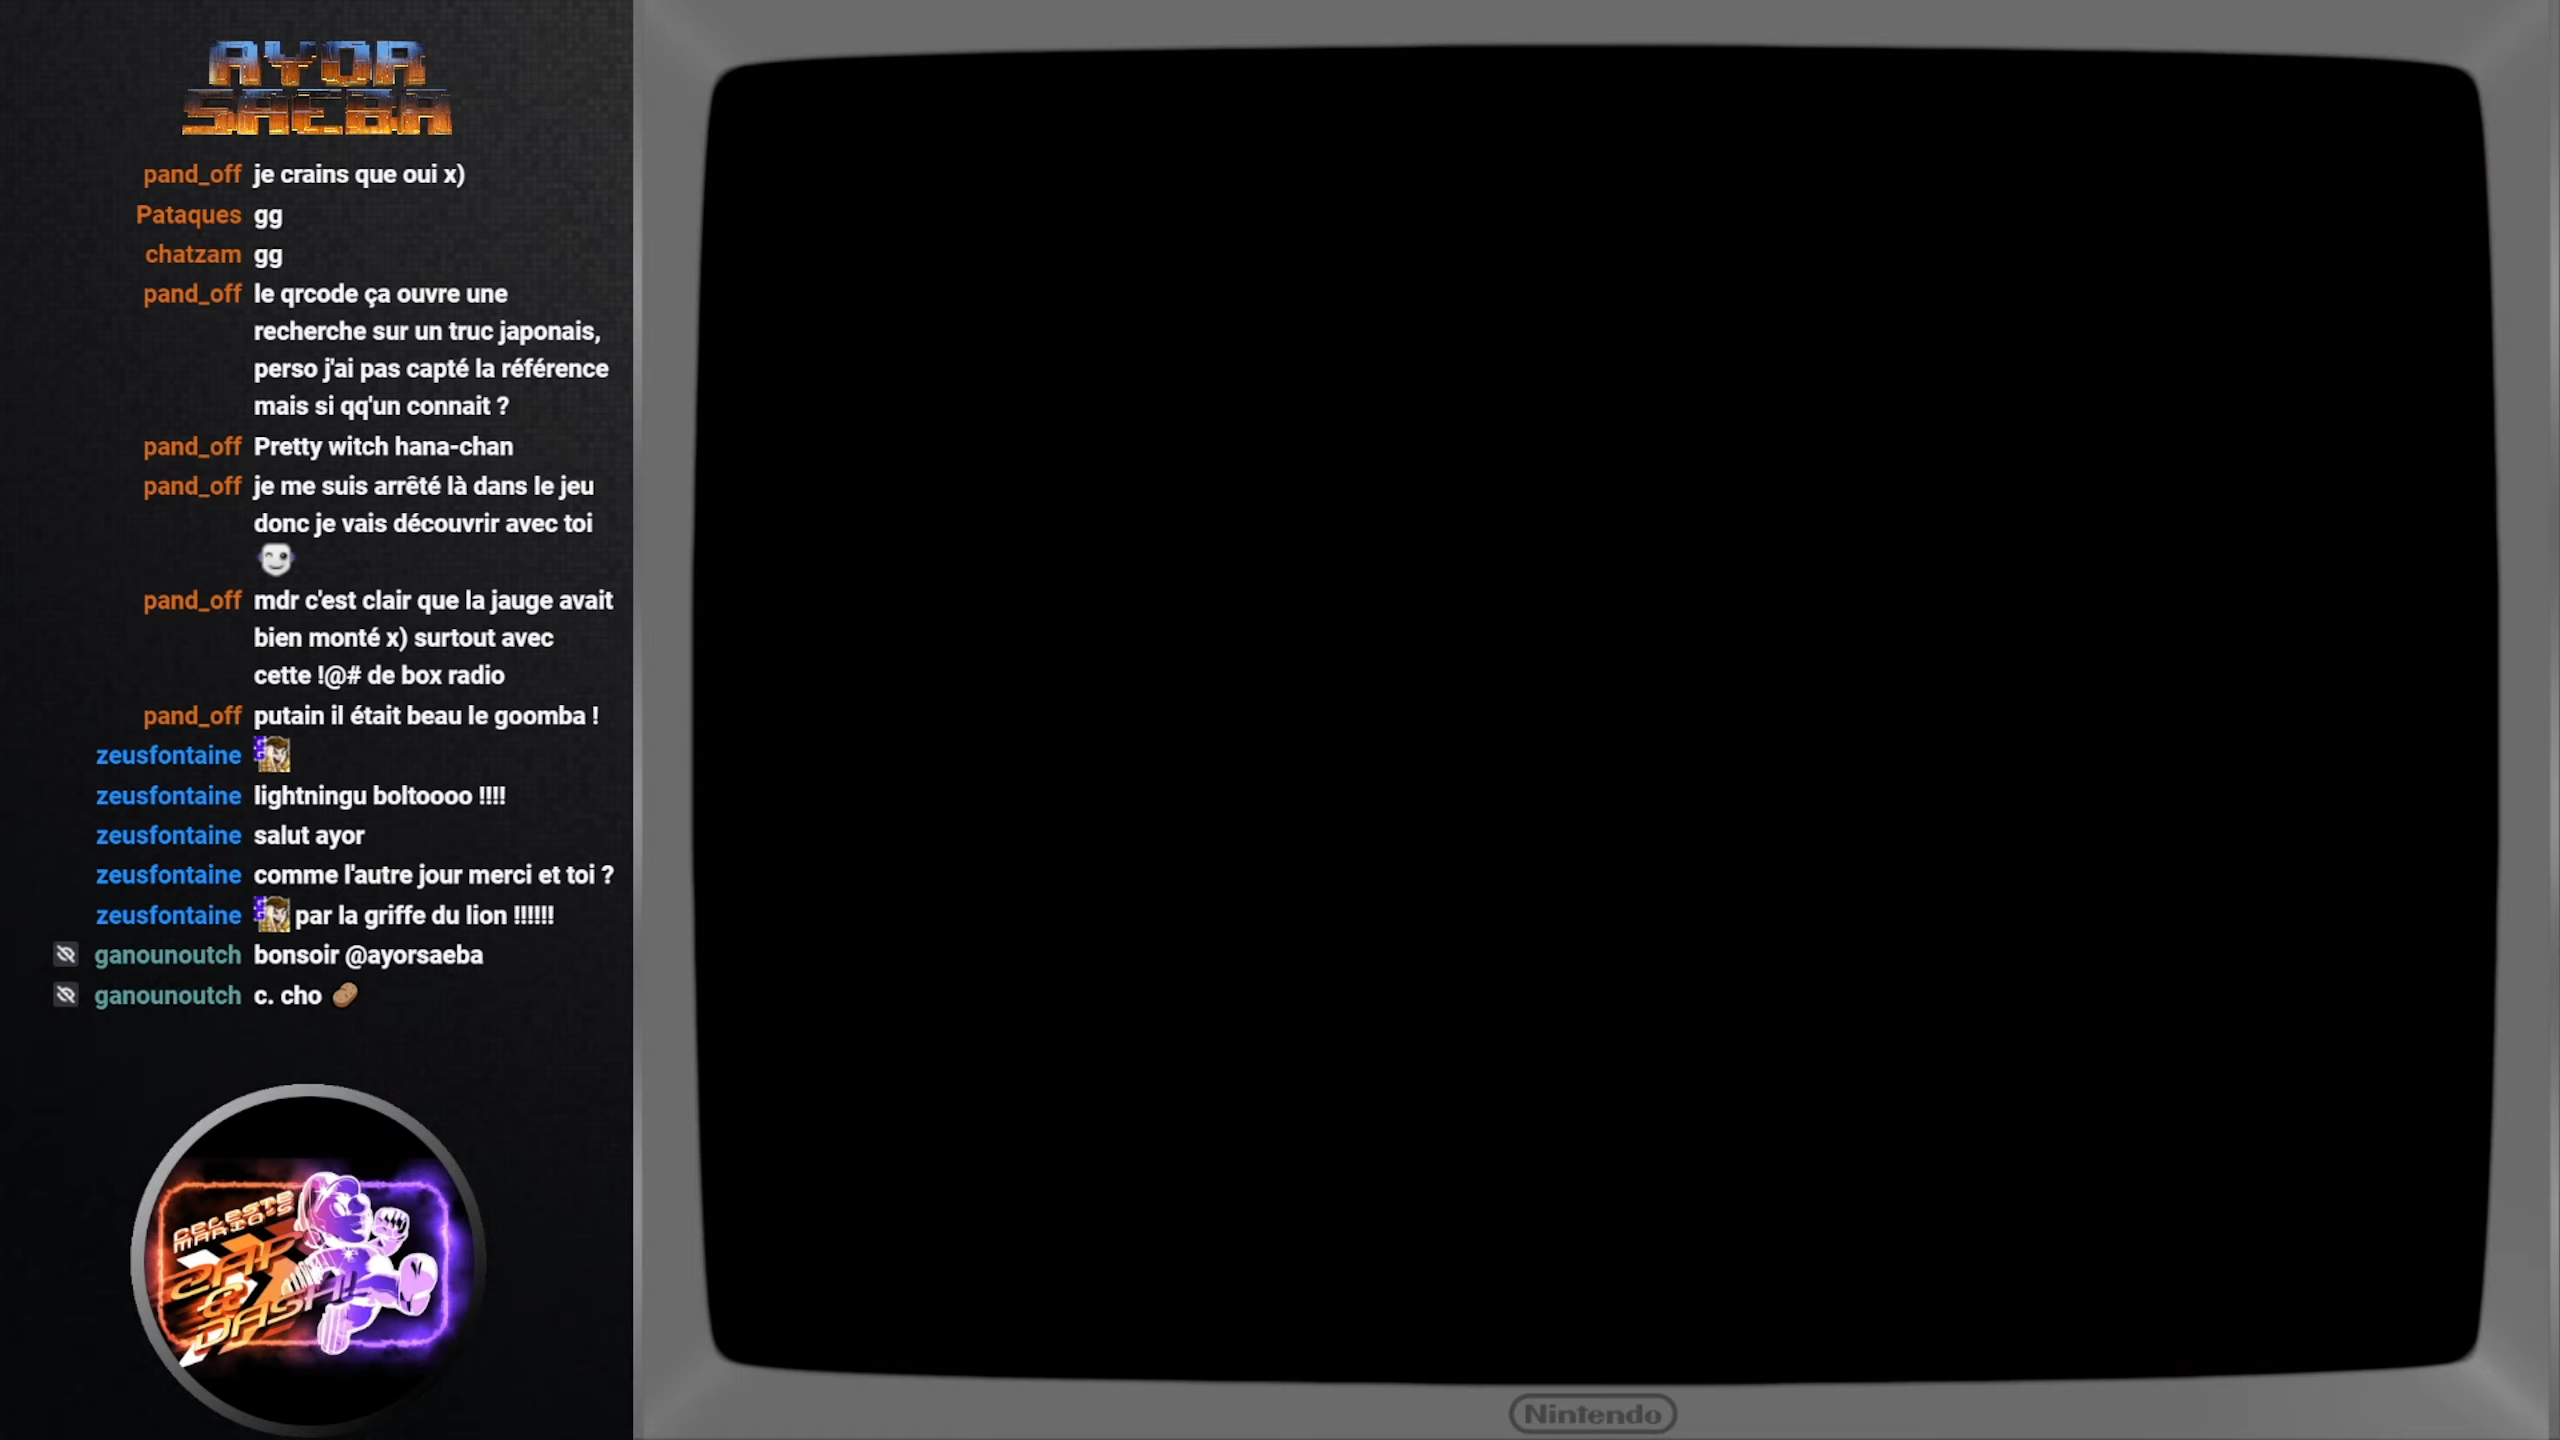 AYOR
SAEBA
pand_off je crains que oui x)
Pataques gg
chatzam gg
pand_off le qrcode ça ouvre une
recherche sur un truc japonais,
perso j'ai pas capté la référence
mais si qq'un connait ?
pand_off Pretty witch hana-chan
pand_off je me suis arrêté là dans le jeu
donc je vais découvrir avec toi
pand_off mdr c'est clair que la jauge avait
bien monté x) surtout avec
cette !@# de box radio
pand_off putain il était beau le goomba !
zeusfontaine
zeusfontaine lightningu boltoooo !!!!
zeusfontaine salut ayor
zeusfontaine comme l'autre jour merci et toi ?
zeusfontaine par la griffe du lion !!!!!!
ganounoutch bonsoir @ayorsaeba
ganounoutch c. cho
CELESTE
MARIO'S
ZAP
&
DASH!
Nintendo